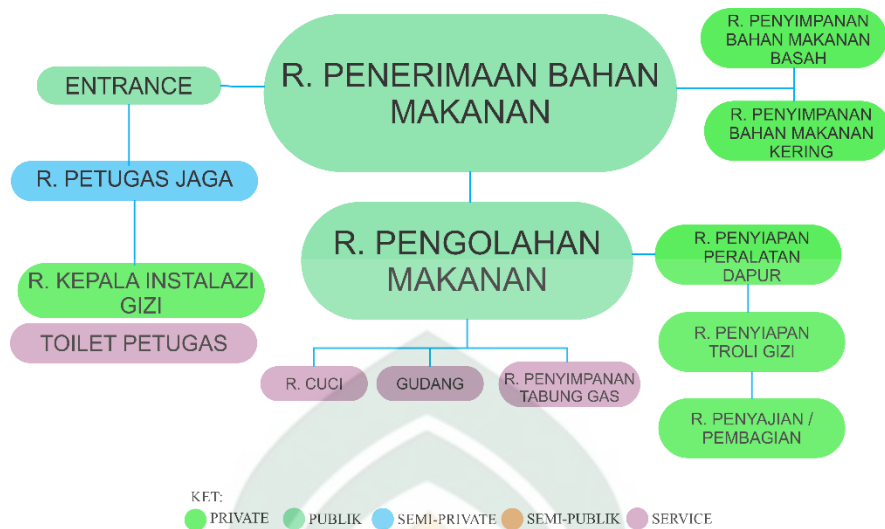 ENTRANCE
R. PENERIMAAN BAHAN
MAKANAN
R. PENYIMPANAN
BAHAN MAKANAN
BASAH
R. PENYIMPANAN
BAHAN MAKANAN
KERING
R. PETUGAS JAGA
R. KEPALA INSTALAZI
GIZI
TOILET PETUGAS
R. PENGOLAHAN
MAKANAN
R. PENYIAPAN
PERALATAN
DAPUR
R. PENYIAPAN
TROLI GIZI
R. PENYAJIAN /
PEMBAGIAN
R. CUCI
GUDANG
R. PENYIMPANAN
TABUNG GAS
KET:
PRIVATE
PUBLIK
SEMI-PRIVATE
SEMI-PUBLIK
SERVICE